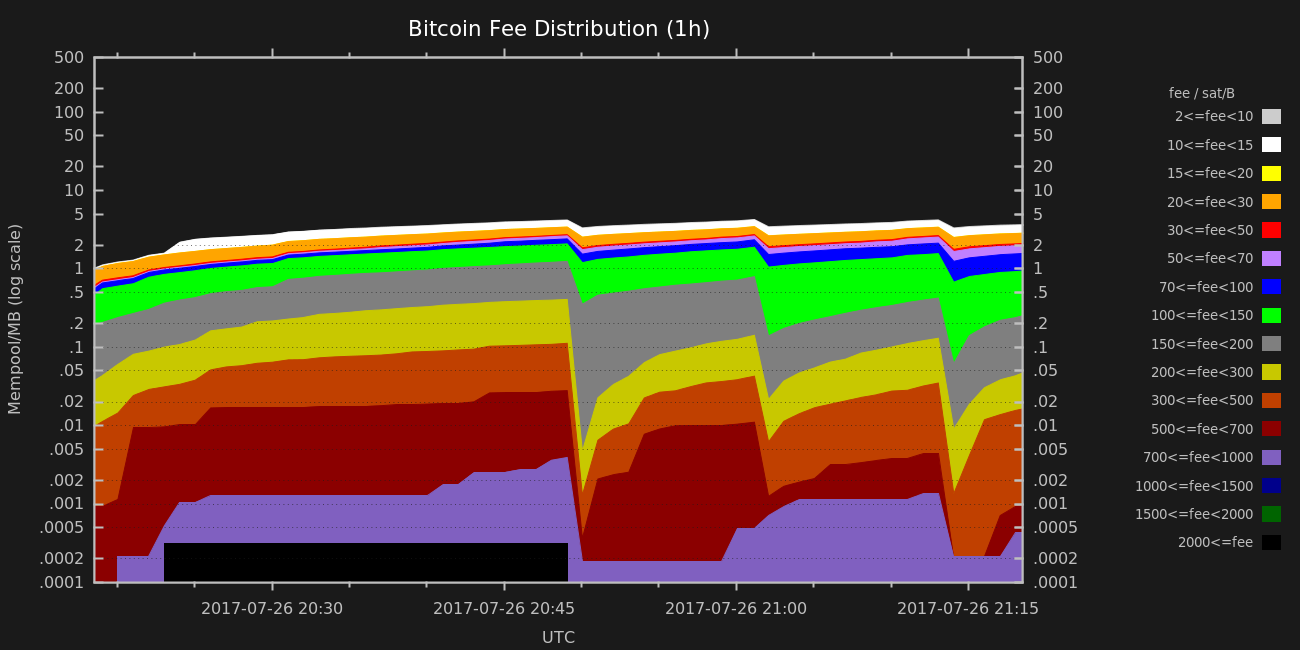 Bitcoin Fee Distribution (1h)
Mempool/MB (log scale)
500
200
100
50
20
10
5
2
1
.5
.2
.1
.05
.02
.01
.005
.002
.001
.0005
.0002
.0001
500
200
100
50
20
10
5
2
1
.5
.2
.1
.05
.02
.01
.005
.002
.001
.0005
.0002
.0001
2017-07-26 20:30 2017-07-26 20:45 2017-07-26 21:00 2017-07-26 21:15
UTC
fee / sat/B
2<=fee<10
10<=fee<15
15<=fee<20
20<=fee<30
30<=fee<50
50<=fee<70
70<=fee<100
100<=fee<150
150<=fee<200
200<=fee<300
300<=fee<500
500<=fee<700
700<=fee<1000
1000<=fee<1500
1500<=fee<2000
2000<=fee